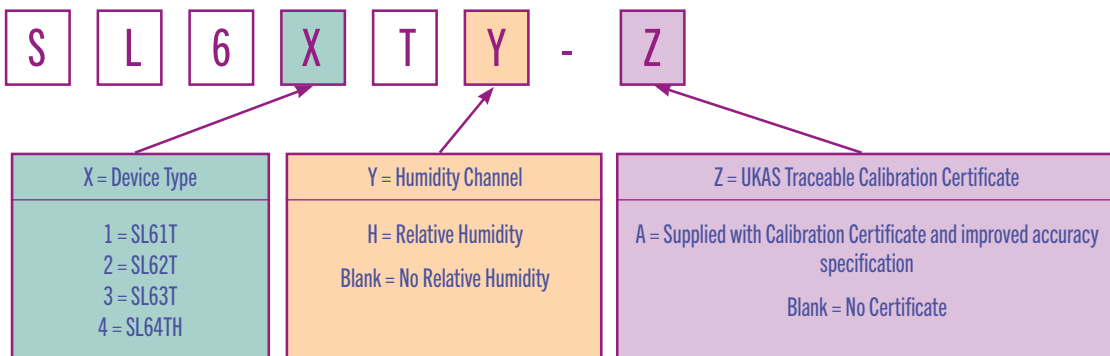 S L 6 X T Y - Z
X = Device Type
1 = SL61T
2 = SL62T
3 = SL63T
4 = SL64TH
Y = Humidity Channel
H = Relative Humidity
Blank = No Relative Humidity
Z = UKAS Traceable Calibration Certificate
A = Supplied with Calibration Certificate and improved accuracy
specification
Blank = No Certificate